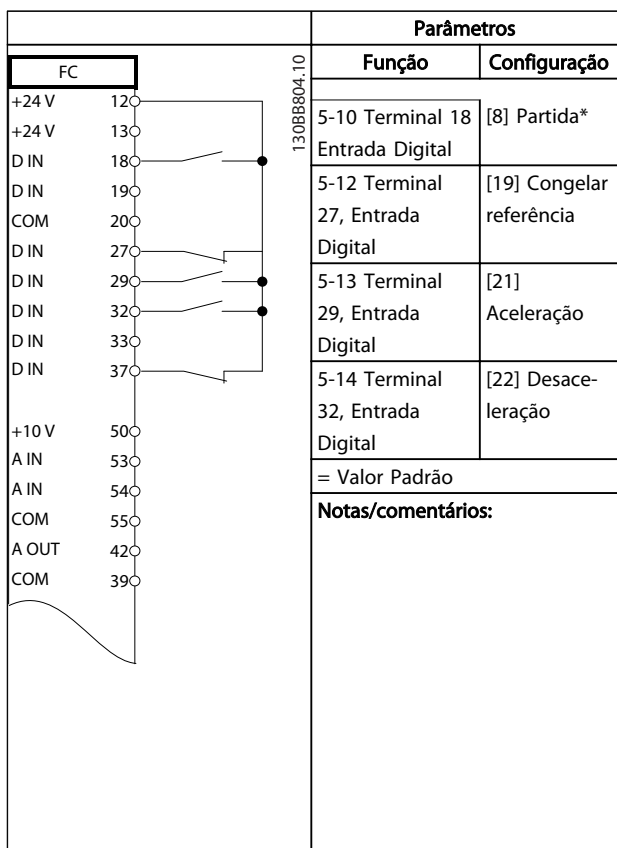 Parâmetros
Função Configuração
FC
130BB804.10
+24 V 12
+24 V 13
D IN 18
D IN 19
COM 20
D IN 27
D IN 29
D IN 32
D IN 33
D IN 37
+10 V 50
A IN 53
A IN 54
COM 55
A OUT 42
COM 39
5-10 Terminal 18 [8] Partida*
Entrada Digital
5-12 Terminal [19] Congelar
27, Entrada referência
Digital
5-13 Terminal [21]
29, Entrada Aceleração
Digital
5-14 Terminal [22] Desace-
32, Entrada leração
Digital
= Valor Padrão
Notas/comentários: